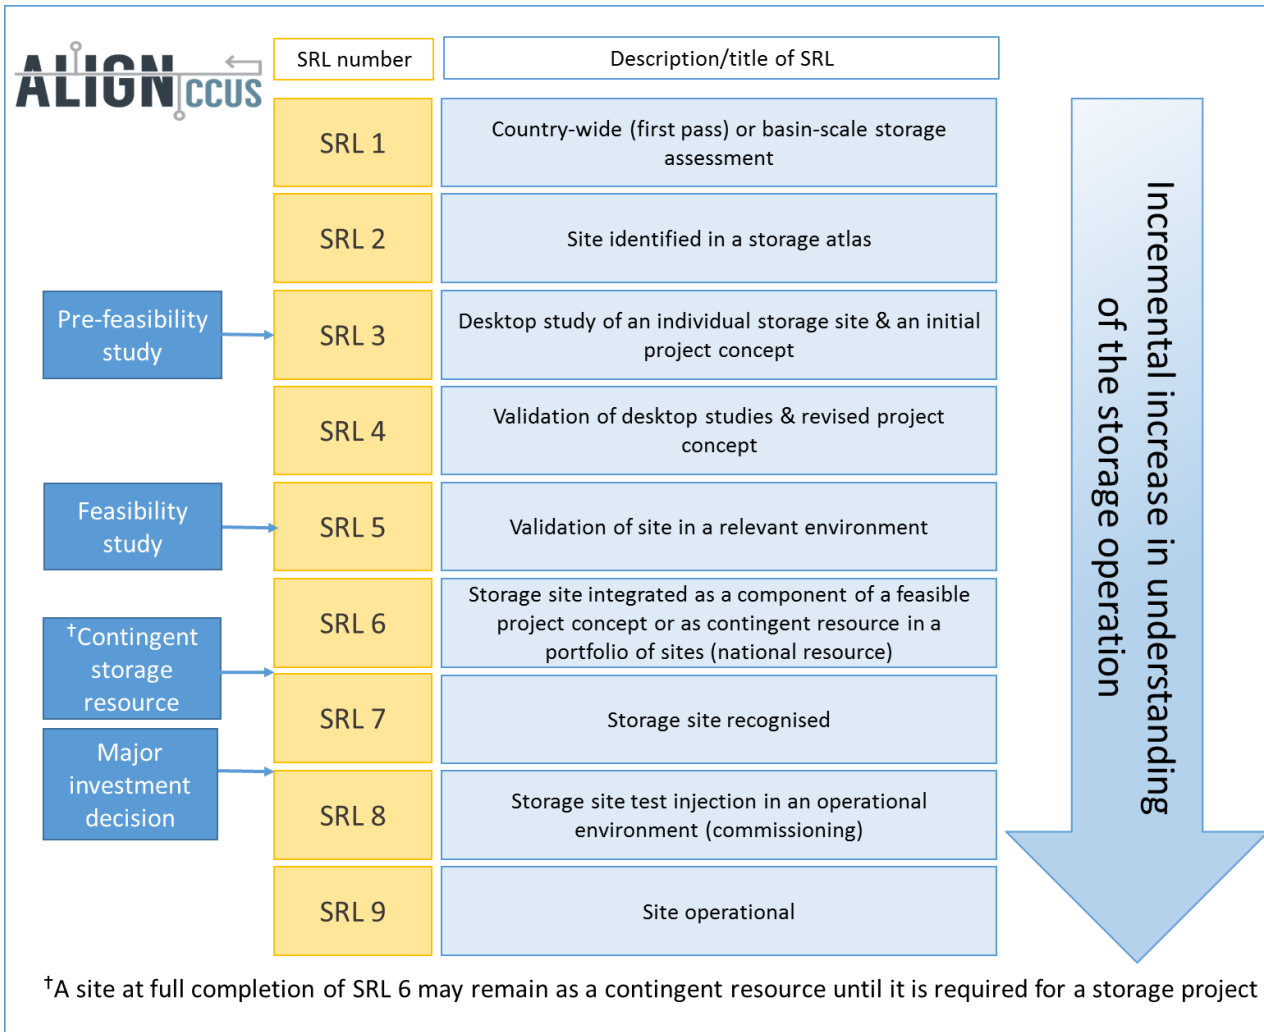 ALIGN CCUS
SRL number
Description/title of SRL
SRL 1
Country-wide (first pass) or basin-scale storage
assessment
SRL 2
Site identified in a storage atlas
Pre-feasibility
study
SRL 3
Desktop study of an individual storage site & an initial
project concept
SRL 4
Validation of desktop studies & revised project
concept
Feasibility
study
SRL 5
Validation of site in a relevant environment
SRL 6
Storage site integrated as a component of a feasible
project concept or as contingent resource in a
portfolio of sites (national resource)
†Contingent
storage
resource
SRL 7
Storage site recognised
Major
investment
decision
SRL 8
Storage site test injection in an operational
environment (commissioning)
SRL 9
Site operational
Incremental increase in understanding
of the storage operation
†A site at full completion of SRL 6 may remain as a contingent resource until it is required for a storage project